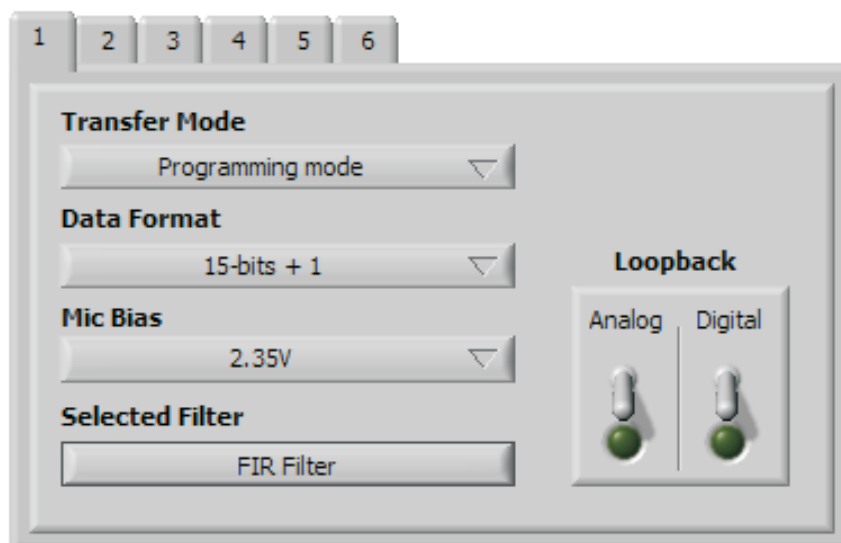 1 2 3 4 5 6
Transfer Mode
Programming mode
Data Format
15-bits + 1
Mic Bias
2.35V
Selected Filter
FIR Filter
Loopback
Analog Digital